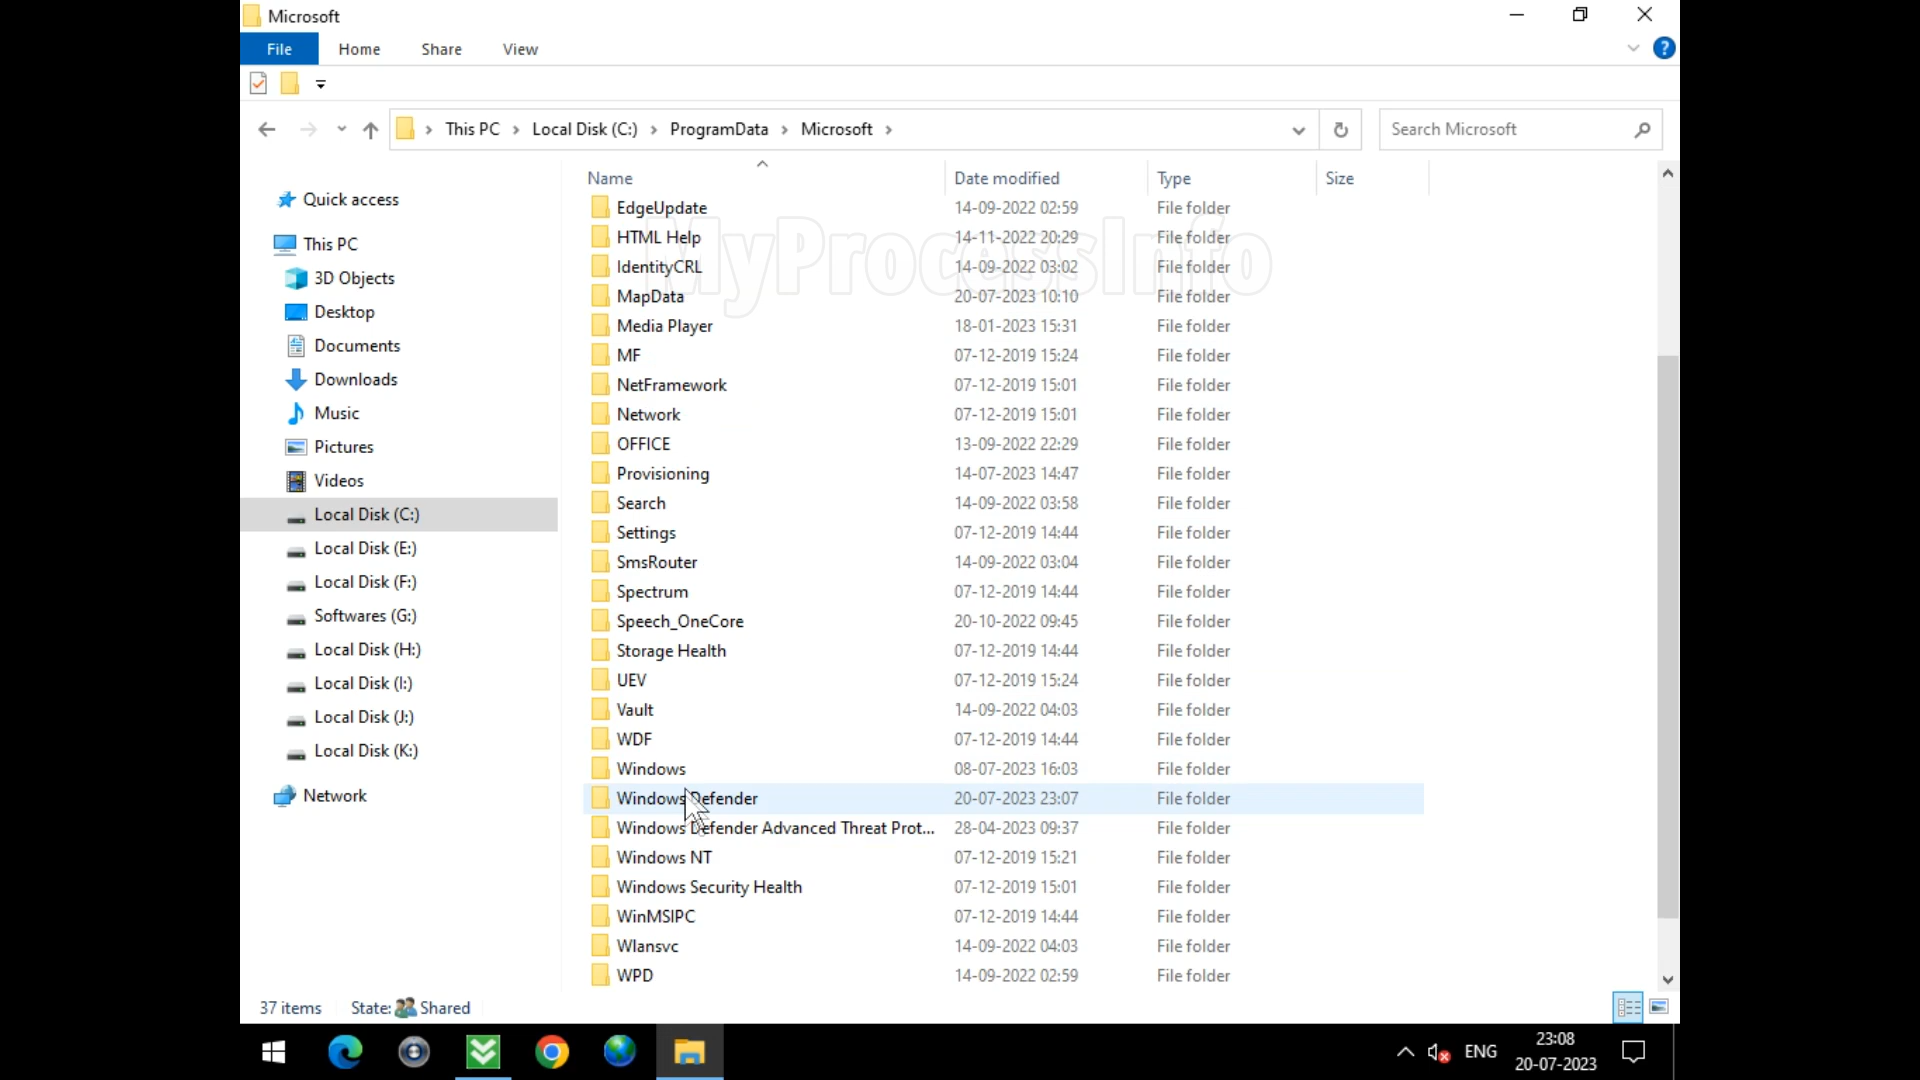 Microsoft
File Home Share View
This PC Local Disk (C:) ProgramData Microsoft
Search Microsoft
Name Date modified Type Size
Quick access
This PC
3D Objects
Desktop
Documents
Downloads
Music
Pictures
Videos
Local Disk (C:)
Local Disk (E:)
Local Disk (F:)
Softwares (G:)
Local Disk (H:)
Local Disk (I:)
Local Disk (J:)
Local Disk (K:)
Network
EdgeUpdate 14-09-2022 02:59 File folder
HTML Help 14-11-2022 20:29 File folder
IdentityCRL 14-09-2022 03:02 File folder
MapData 20-07-2023 10:10 File folder
Media Player 18-01-2023 15:31 File folder
MF 07-12-2019 15:24 File folder
NetFramework 07-12-2019 15:01 File folder
Network 07-12-2019 15:01 File folder
OFFICE 13-09-2022 22:29 File folder
Provisioning 14-07-2023 14:47 File folder
Search 14-09-2022 03:58 File folder
Settings 07-12-2019 14:44 File folder
SmsRouter 14-09-2022 03:04 File folder
Spectrum 07-12-2019 14:44 File folder
Speech_OneCore 20-10-2022 09:45 File folder
Storage Health 07-12-2019 14:44 File folder
UEV 07-12-2019 15:24 File folder
Vault 14-09-2022 04:03 File folder
WDF 07-12-2019 14:44 File folder
Windows 08-07-2023 16:03 File folder
Windows Defender 20-07-2023 23:07 File folder
Windows Defender Advanced Threat Prot... 28-04-2023 09:37 File folder
Windows NT 07-12-2019 15:21 File folder
Windows Security Health 07-12-2019 15:01 File folder
WinMSIPC 07-12-2019 14:44 File folder
Wlansvc 14-09-2022 04:03 File folder
WPD 14-09-2022 02:59 File folder
MyProcessInfo
37 items State: Shared
ENG
23:08
20-07-2023